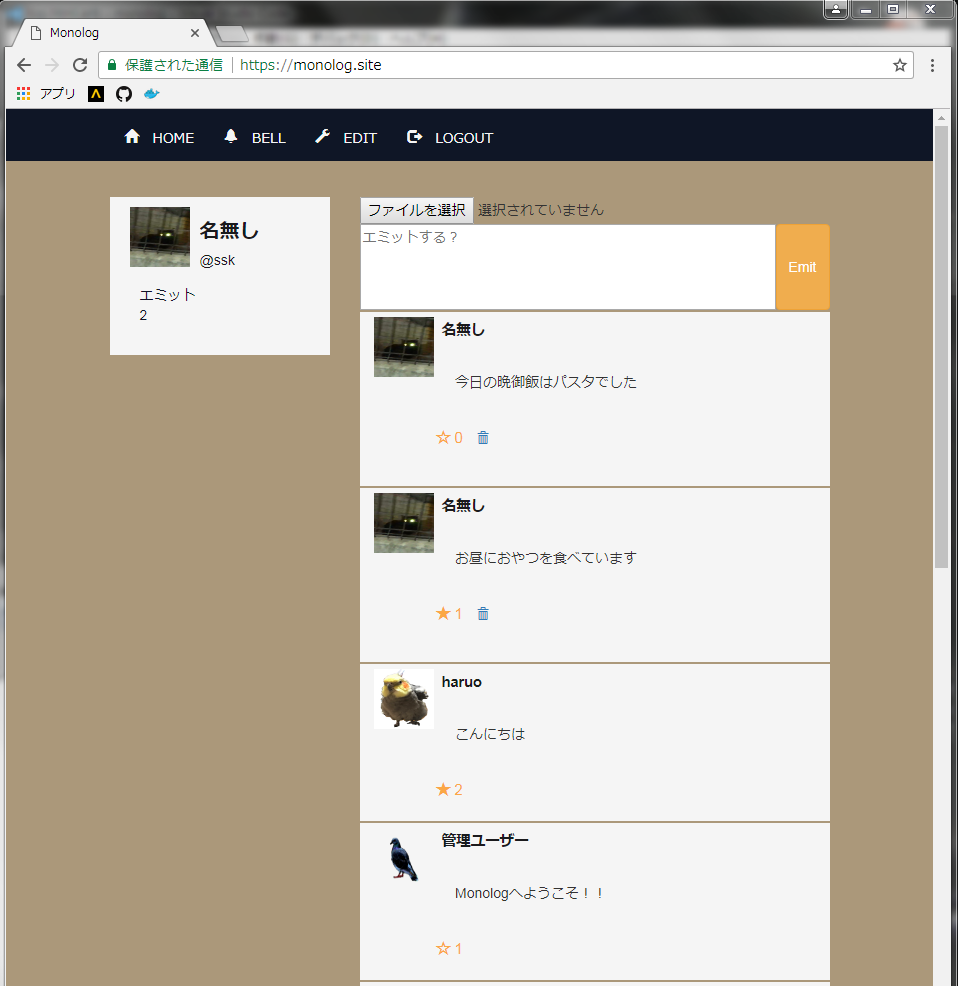 Monolog
保護された通信 https://monolog.site
アプリ
HOME BELL EDIT LOGOUT
名無し
@ssk
エミット
2
ファイルを選択 選択されていません
エミットする？
Emit
名無し
今日の晩御飯はパスタでした
0
名無し
お昼におやつを食べています
1
haruo
こんにちは
2
管理ユーザー
Monologへようこそ！！
1